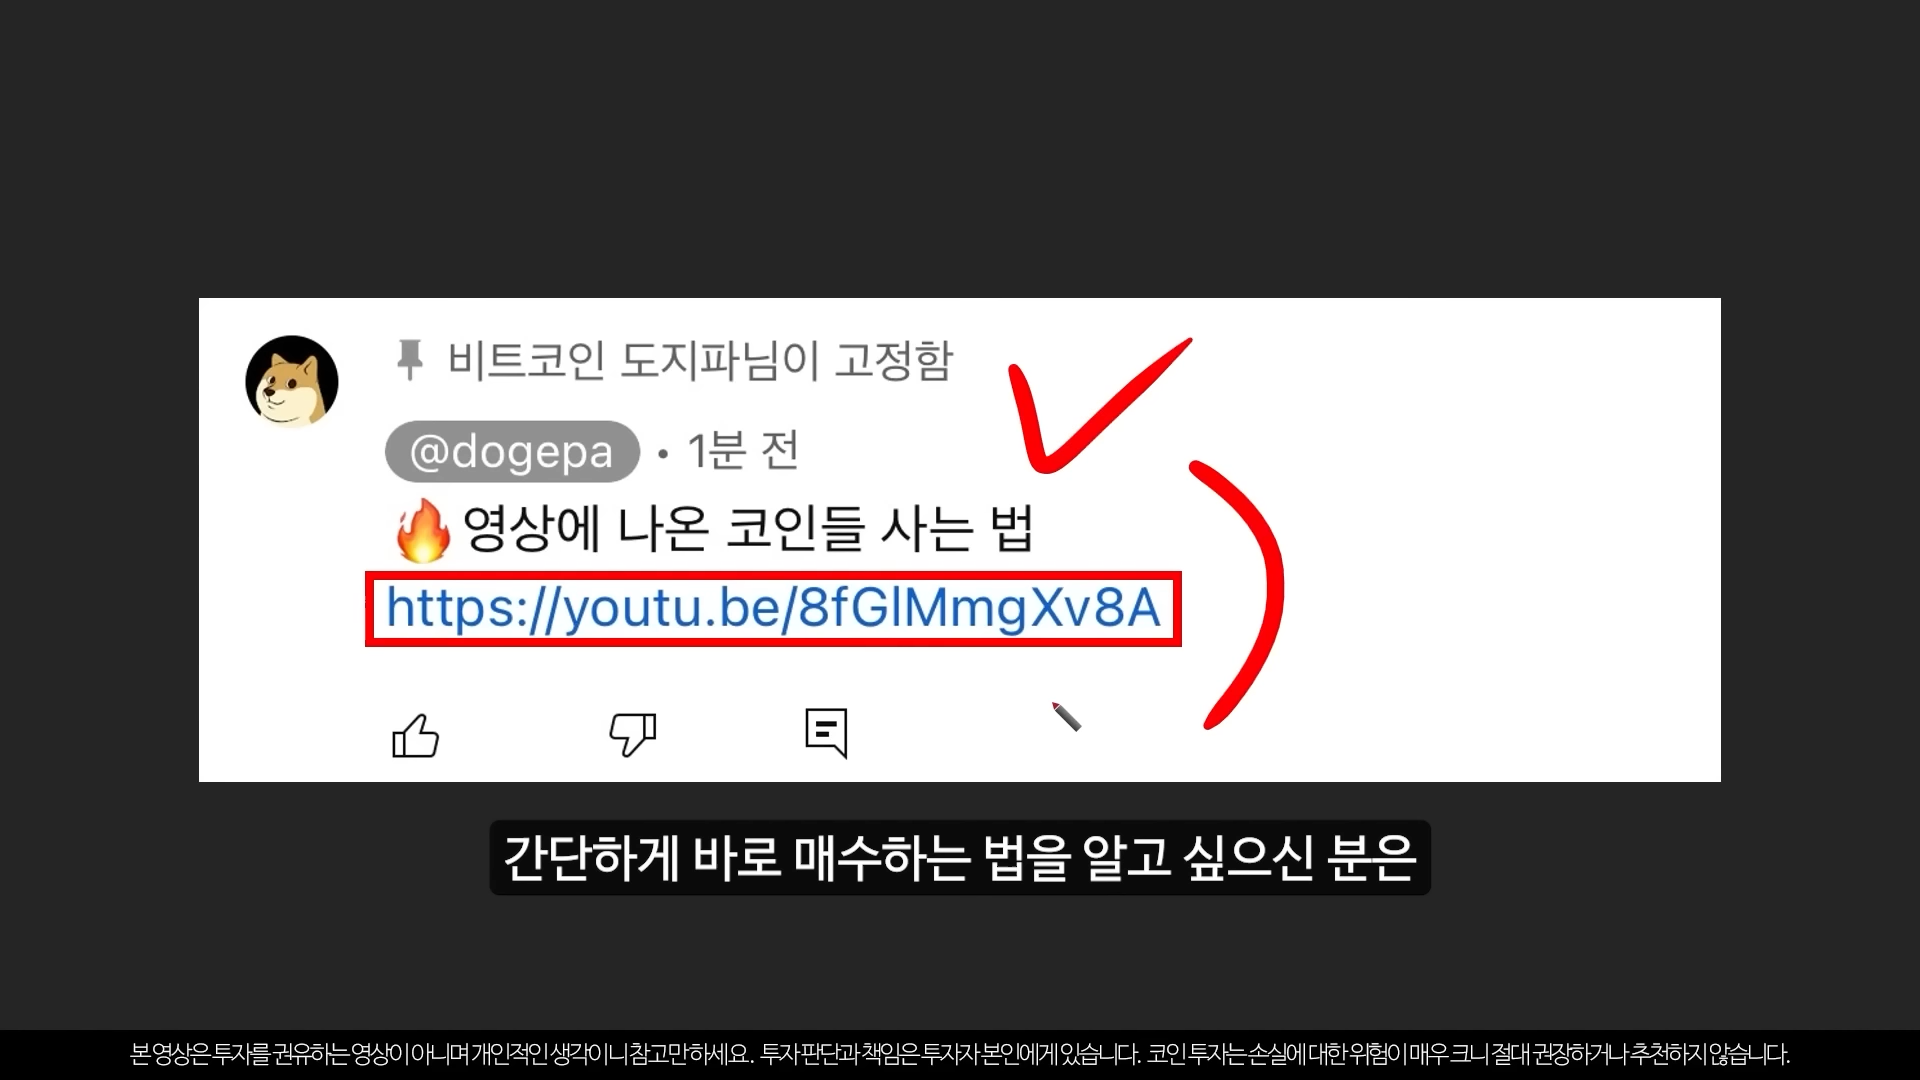 비트코인 도지파님이 고정함
@dogepa • 1분 전
🔥영상에 나온 코인들 사는 법
https://youtu.be/8fGlMmgXv8A
간단하게 바로 매수하는 법을 알고 싶으신 분은
본 영상은 투자를 권유하는 영상이 아니며 개인적인 생각이니 참고만 하세요. 투자 판단과 책임은 투자자 본인에게 있습니다. 코인 투자는 손실에 대한 위험이 매우 크니 절대 권장하거나 추천하지 않습니다.